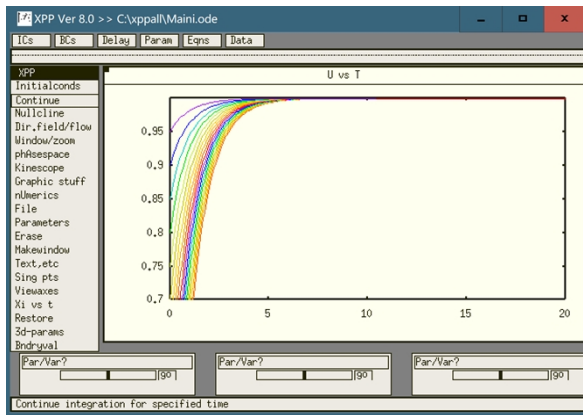 XPP Ver 8.0 >> C:\xppall\Maini.ode
ICs BCs Delay Param Eqns Data
XPP
Initialconds
Continue
Nullcline
Dir.field/flow
Window/zoom
phAsespace
Kinescope
Graphic stuff
nUmerics
File
Parameters
Erase
Makewindow
Text,etc
Sing pts
Viewaxes
Xi vs t
Restore
3d-params
Bndryval
U vs T
0.95
0.9
0.85
0.8
0.75
0.7
0 5 10 15 20
Par/Var? Par/Var? Par/Var?
go go go
Continue integration for specified time